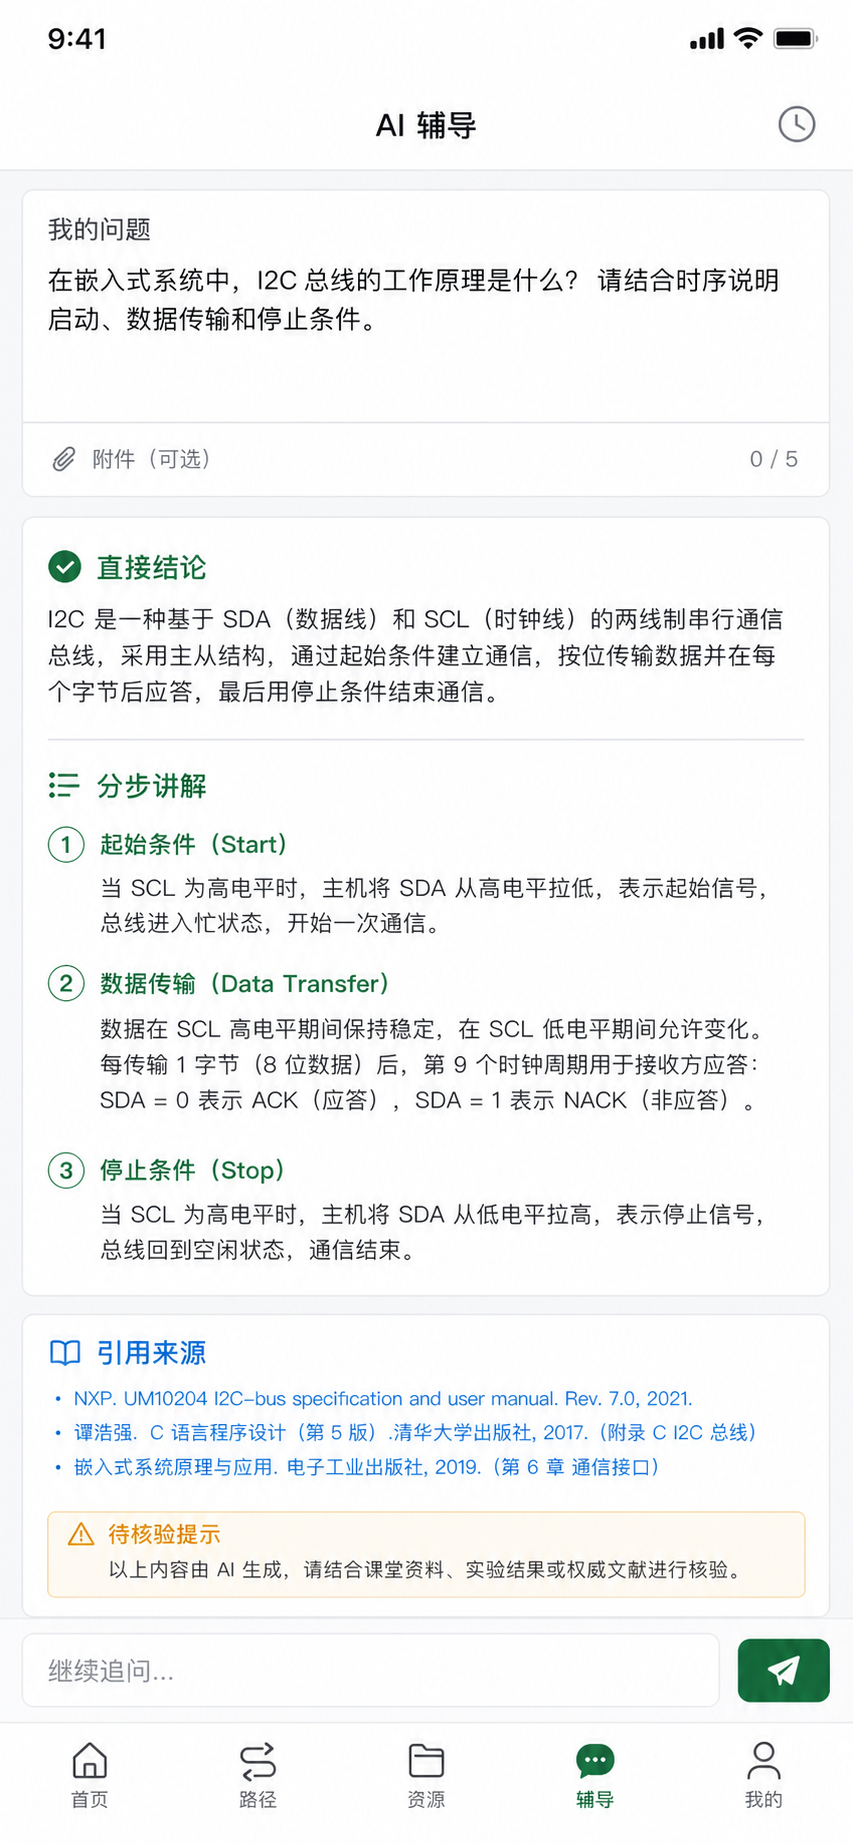 9:41
AI 辅导
我的问题
在嵌入式系统中，I2C 总线的工作原理是什么？ 请结合时序说明
启动、数据传输和停止条件。
附件（可选）
0 / 5
直接结论
I2C 是一种基于 SDA（数据线）和 SCL（时钟线）的两线制串行通信
总线，采用主从结构，通过起始条件建立通信，按位传输数据并在每
个字节后应答，最后用停止条件结束通信。
分步讲解
1 起始条件（Start）
当 SCL 为高电平时，主机将 SDA 从高电平拉低，表示起始信号，
总线进入忙状态，开始一次通信。
2 数据传输（Data Transfer）
数据在 SCL 高电平期间保持稳定，在 SCL 低电平期间允许变化。
每传输 1 字节（8 位数据）后，第 9 个时钟周期用于接收方应答：
SDA = 0 表示 ACK（应答），SDA = 1 表示 NACK（非应答）。
3 停止条件（Stop）
当 SCL 为高电平时，主机将 SDA 从低电平拉高，表示停止信号，
总线回到空闲状态，通信结束。
引用来源
• NXP. UM10204 I2C-bus specification and user manual. Rev. 7.0, 2021.
• 谭浩强. C 语言程序设计（第 5 版）.清华大学出版社, 2017.（附录 C I2C 总线）
• 嵌入式系统原理与应用. 电子工业出版社, 2019.（第 6 章 通信接口）
待核验提示
以上内容由 AI 生成，请结合课堂资料、实验结果或权威文献进行核验。
继续追问...
首页
路径
资源
辅导
我的